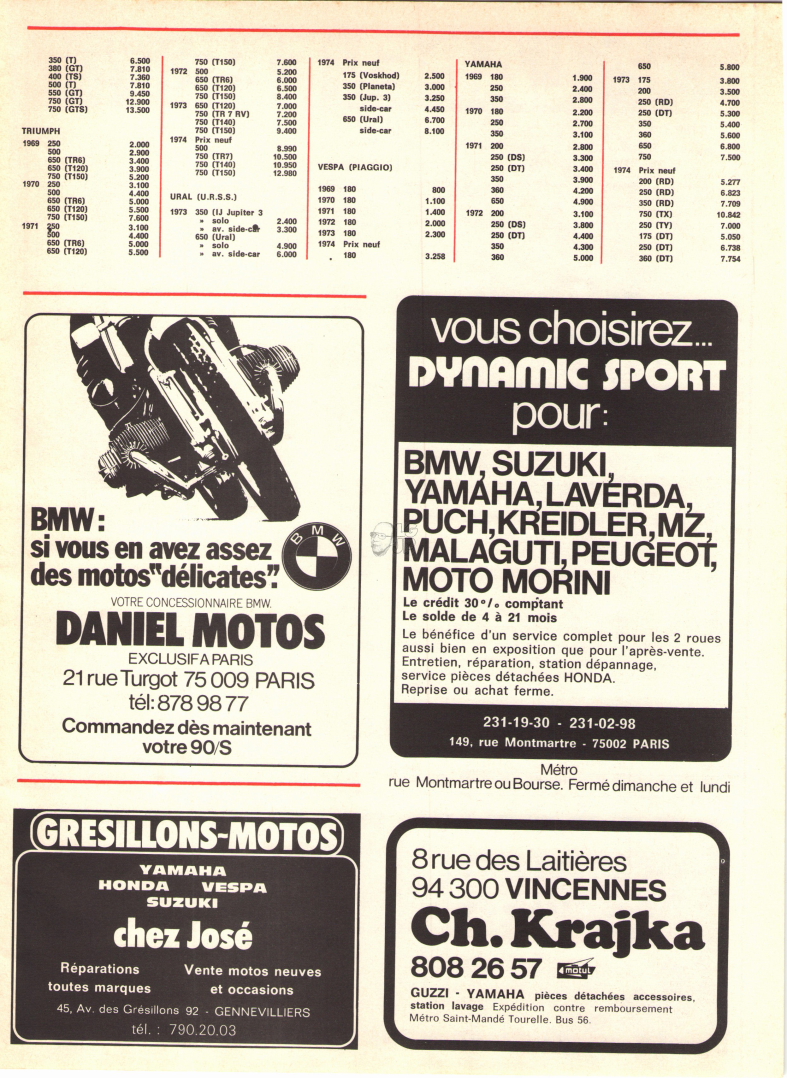 350 (T) 6.500
380 (GT) 7.810
400 (TS) 7.360
500 (T) 7.810
550 (GT) 9.450
750 (GT) 12.900
750 (GTS) 13.500
TRIUMPH
1969 250 2.000
500 2.900
650 (TR6) 3.400
650 (T120) 3.900
750 (T150) 5.200
1970 250 3.100
500 4.400
650 (TR6) 5.000
650 (T120) 5.500
750 (T150) 7.600
1971 250 3.100
500 4.400
650 (TR6) 5.000
650 (T120) 5.500
750 (T150) 7.600
1972 500 5.200
650 (TR6) 6.000
650 (T120) 6.500
750 (T150) 8.400
1973 650 (T120) 7.000
750 (TR 7 RV) 7.200
750 (T140) 7.500
750 (T150) 9.400
1974 Prix neuf
500 8.990
750 (TR7) 10.500
750 (T140) 10.950
750 (T150) 12.980
URAL (U.R.S.S.)
1973 350 (IJ Jupiter 3
» solo 2.400
» av. side-car 3.300
650 (Ural)
» solo 4.900
» av. side-car 6.000
1974 Prix neuf
175 (Voskhod) 2.500
350 (Planeta) 3.000
350 (Jup. 3) 3.250
side-car 4.450
650 (Ural) 6.700
side-car 8.100
VESPA (PIAGGIO)
1969 180 800
1970 180 1.100
1971 180 1.400
1972 180 2.000
1973 180 2.300
1974 Prix neuf
180 3.258
YAMAHA
1969 180 1.900
250 2.400
350 2.800
1970 180 2.200
250 2.700
350 3.100
1971 200 2.800
250 (DS) 3.300
250 (DT) 3.400
350 3.900
360 4.200
650 4.900
1972 200 3.100
250 (DS) 3.800
250 (DT) 4.400
350 4.300
360 5.000
650 5.800
1973 175 3.800
200 3.500
250 (RD) 4.700
250 (DT) 5.300
350 5.400
360 5.600
650 6.800
750 7.500
1974 Prix neuf
200 (RD) 5.277
250 (RD) 6.823
350 (RD) 7.709
750 (TX) 10.842
250 (TY) 7.000
175 (DT) 5.050
250 (DT) 6.738
360 (DT) 7.754
BMW :
si vous en avez assez
des motos "délicates".
BMW
VOTRE CONCESSIONNAIRE BMW.
DANIEL MOTOS
EXCLUSIF A PARIS
21 rue Turgot 75 009 PARIS
tél: 878 98 77
Commandez dès maintenant
votre 90/S
vous choisirez...
DYNAMIC SPORT
pour:
BMW, SUZUKI,
YAMAHA, LAVERDA,
PUCH, KREIDLER, MZ,
MALAGUTI, PEUGEOT,
MOTO MORINI
Le crédit 30 % comptant
Le solde de 4 à 21 mois
Le bénéfice d'un service complet pour les 2 roues
aussi bien en exposition que pour l'après-vente.
Entretien, réparation, station dépannage,
service pièces détachées HONDA.
Reprise ou achat ferme.
231-19-30 - 231-02-98
149, rue Montmartre - 75002 PARIS
Métro
rue Montmartre ou Bourse. Fermé dimanche et lundi
GRESILLONS-MOTOS
YAMAHA
HONDA VESPA
SUZUKI
chez José
Réparations
toutes marques
Vente motos neuves
et occasions
45, Av. des Grésillons 92 - GENNEVILLIERS
tél. : 790.20.03
8 rue des Laitières
94 300 VINCENNES
Ch. Krajka
808 26 57 motul
GUZZI - YAMAHA pièces détachées accessoires,
station lavage Expédition contre remboursement
Métro Saint-Mandé Tourelle. Bus 56.